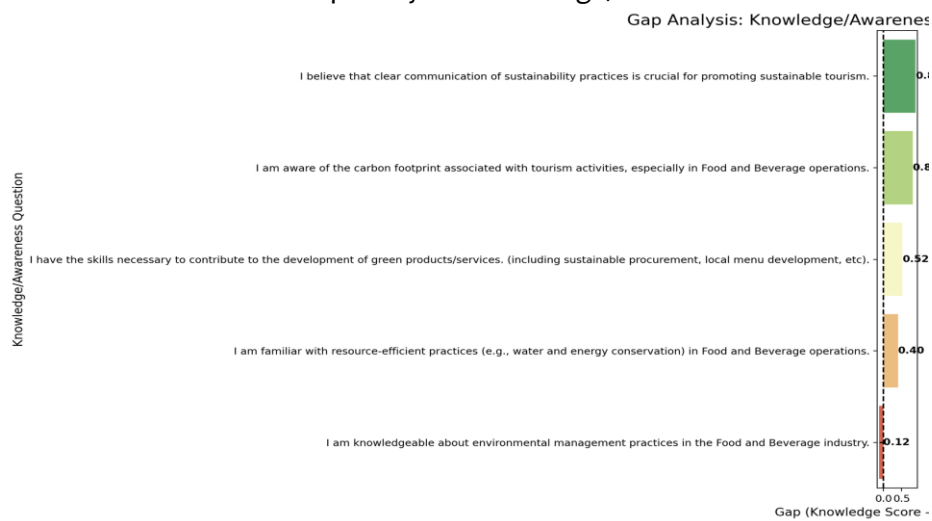 Gap Analysis: Knowledge/Awarenes
I believe that clear communication of sustainability practices is crucial for promoting sustainable tourism.
0.8
I am aware of the carbon footprint associated with tourism activities, especially in Food and Beverage operations.
0.8
I have the skills necessary to contribute to the development of green products/services. (including sustainable procurement, local menu development, etc).
0.52
I am familiar with resource-efficient practices (e.g., water and energy conservation) in Food and Beverage operations.
0.40
I am knowledgeable about environmental management practices in the Food and Beverage industry.
0.12
Knowledge/Awareness Question
0.0 0.5
Gap (Knowledge Score -